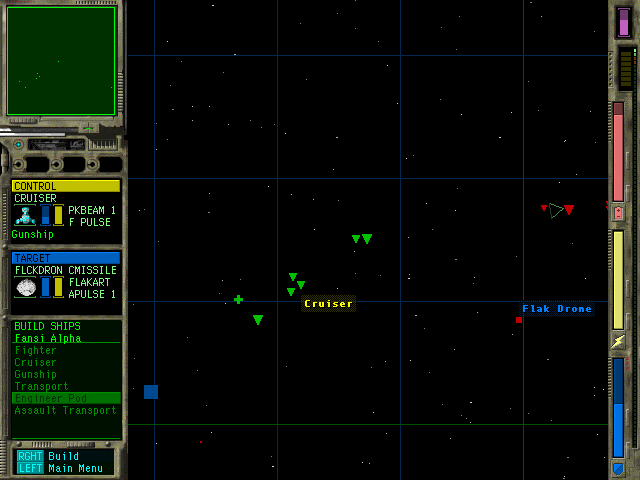 CONTROL
CRUISER
PKBEAM 1
F PULSE
Gunship
TARGET
FLCKDRON CMISSILE
FLAKART
APULSE 1
BUILD SHIPS
Fansi Alpha
Fighter
Cruiser
Gunship
Transport
Engineer Pod
Assault Transport
RGHT Build
LEFT Main Menu
Cruiser
Flak Drome